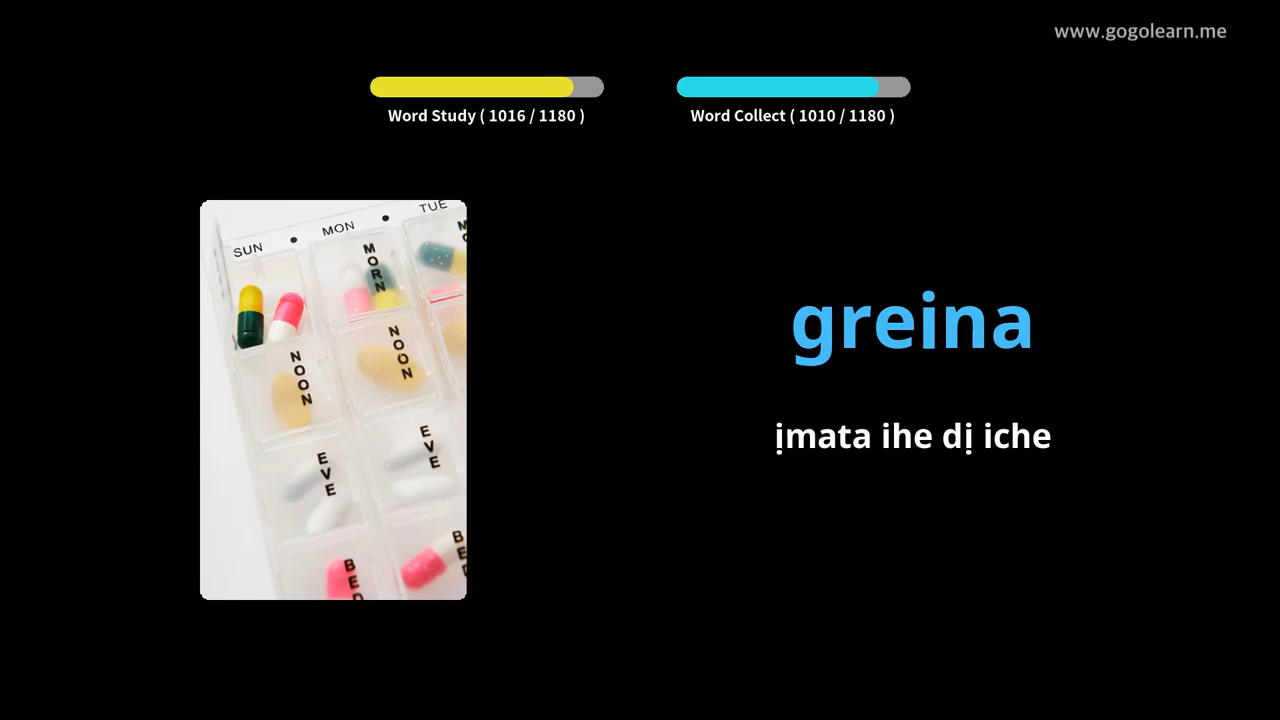 www.gogolearn.me
Word Study ( 1016 / 1180 )
Word Collect ( 1010 / 1180 )
SUN • MON • TUE
MORN
NOON
NOON
EVE
EVE
BED
greina
ịmata ihe dị iche